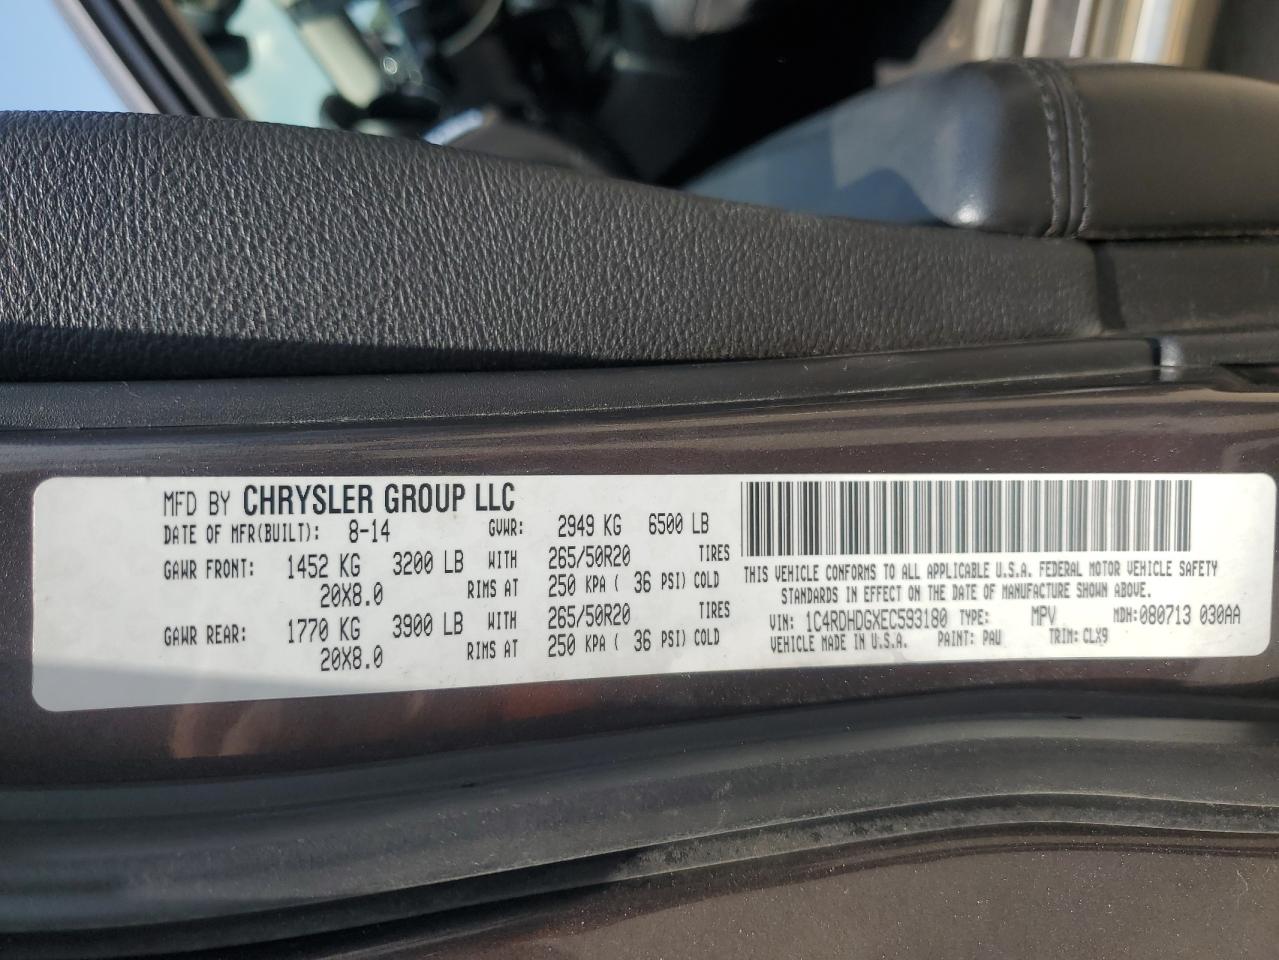 MFD BY CHRYSLER GROUP LLC
DATE OF MFR(BUILT): 8-14 GVWR: 2949 KG 6500 LB
GAWR FRONT: 1452 KG 3200 LB WITH 265/50R20 TIRES
20X8.0 RIMS AT 250 KPA ( 36 PSI) COLD
GAWR REAR: 1770 KG 3900 LB WITH 265/50R20 TIRES
20X8.0 RIMS AT 250 KPA ( 36 PSI) COLD
THIS VEHICLE CONFORMS TO ALL APPLICABLE U.S.A. FEDERAL MOTOR VEHICLE SAFETY
STANDARDS IN EFFECT ON THE DATE OF MANUFACTURE SHOWN ABOVE.
VIN: 1C4RDHDGXEC593180 TYPE: MPV MDH:080713 030AA
VEHICLE MADE IN U.S.A. PAINT: PAU TRIM: CLX9